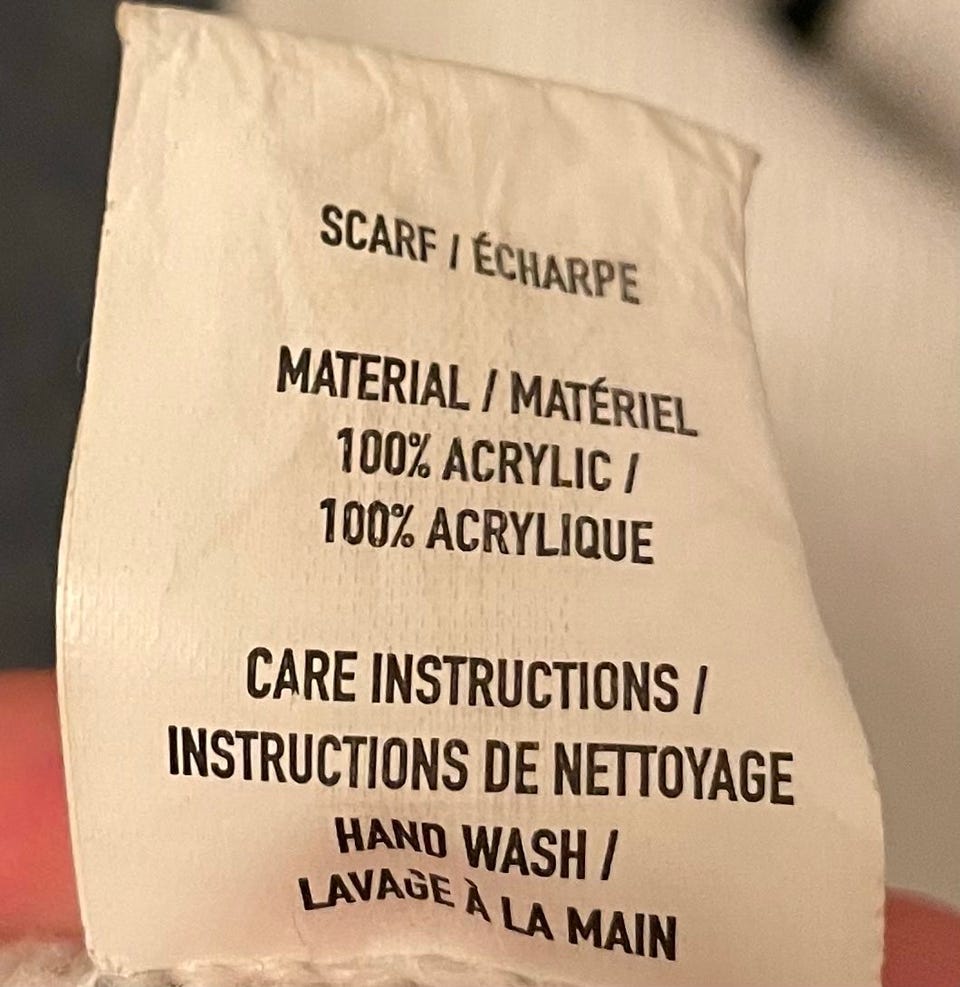 SCARF / ÉCHARPE
MATERIAL / MATÉRIEL
100% ACRYLIC /
100% ACRYLIQUE
CARE INSTRUCTIONS /
INSTRUCTIONS DE NETTOYAGE
HAND WASH /
LAVAGE À LA MAIN